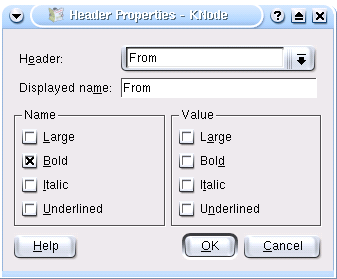 Header Properties - KNode
Header: From
Displayed name: From
Name Value
Large Large
Bold Bold
Italic Italic
Underlined Underlined
Help OK Cancel